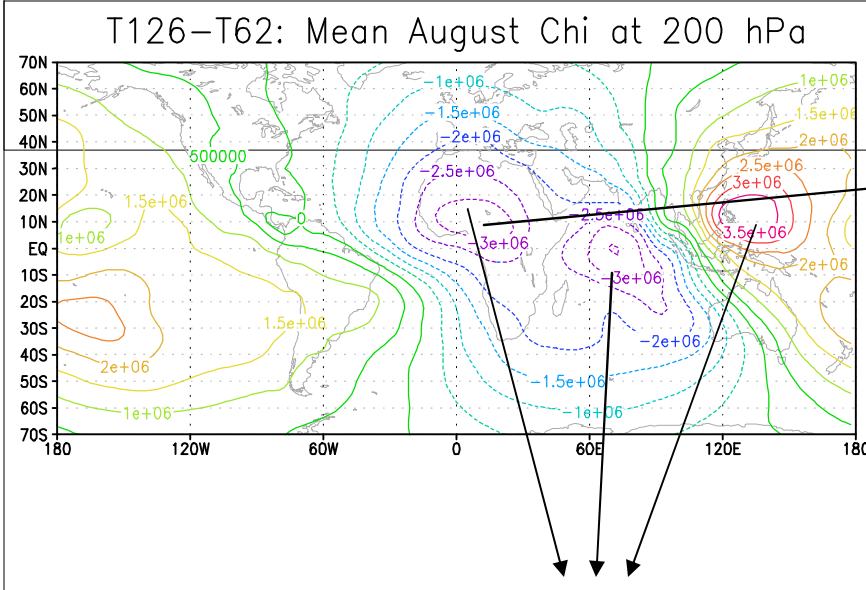 T126−T62: Mean August Chi at 200 hPa
70N
60N
50N
40N
30N
20N
10N
EQ
10S
20S
30S
40S
50S
60S
70S
180
120W
60W
0
60E
120E
180
−1e+06
1e+06
−1.5e+06
1.5e+06
−2e+06
2e+06
500000
2.5e+06
−2.5e+06
3e+06
1.5e+06
−2.5e+06
0
1e+06
3.5e+06
−3e+06
2e+06
−3e+06
1.5e+06
−2e+06
2e+06
−1.5e+06
1e+06
−1e+06